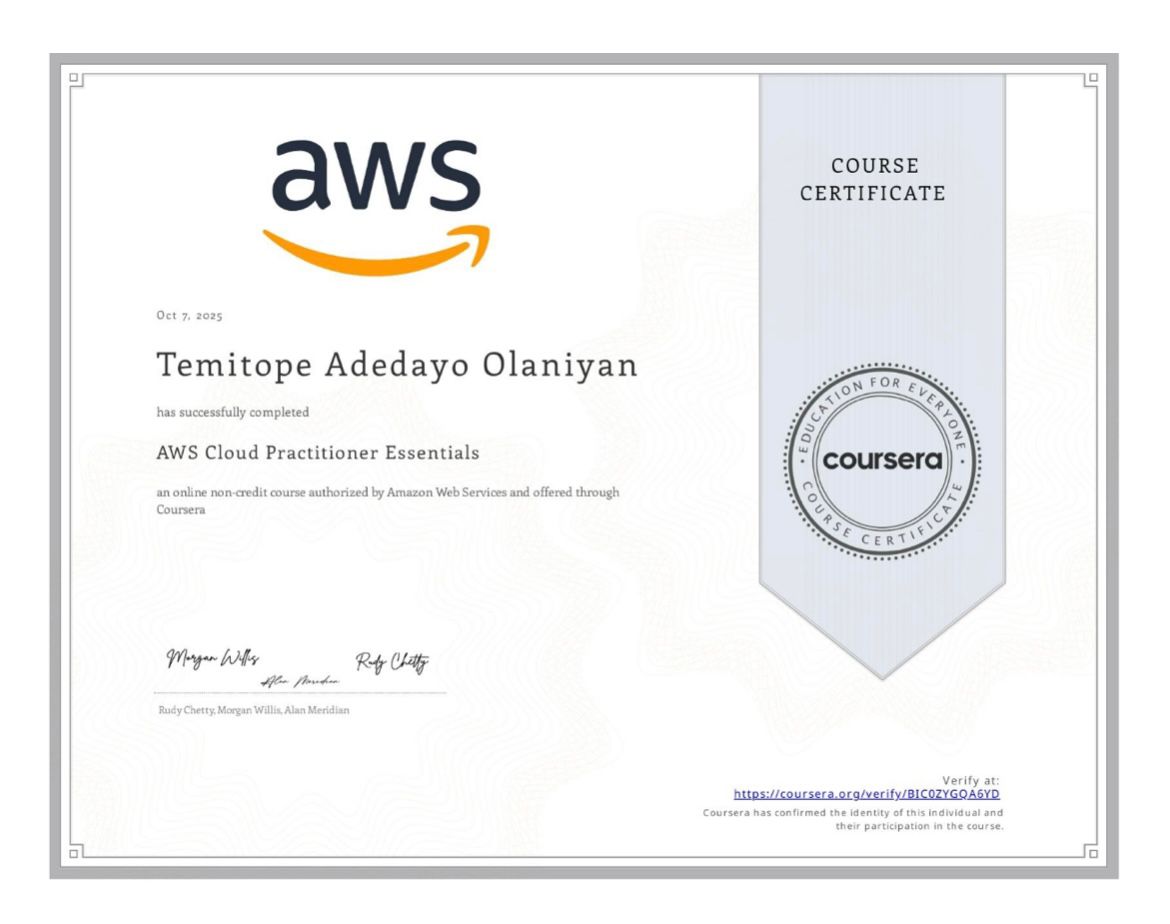 aws
COURSE
CERTIFICATE
Oct 7, 2025
Temitope Adedayo Olaniyan
has successfully completed
AWS Cloud Practitioner Essentials
an online non-credit course authorized by Amazon Web Services and offered through
Coursera
EDUCATION FOR EVERYONE
coursera
COURSE CERTIFICATE
Morgan Willis
Rudy Chetty
Alan Meridian
Rudy Chetty, Morgan Willis, Alan Meridian
Verify at:
https://coursera.org/verify/BIC0ZYGQA6YD
Coursera has confirmed the identity of this individual and
their participation in the course.